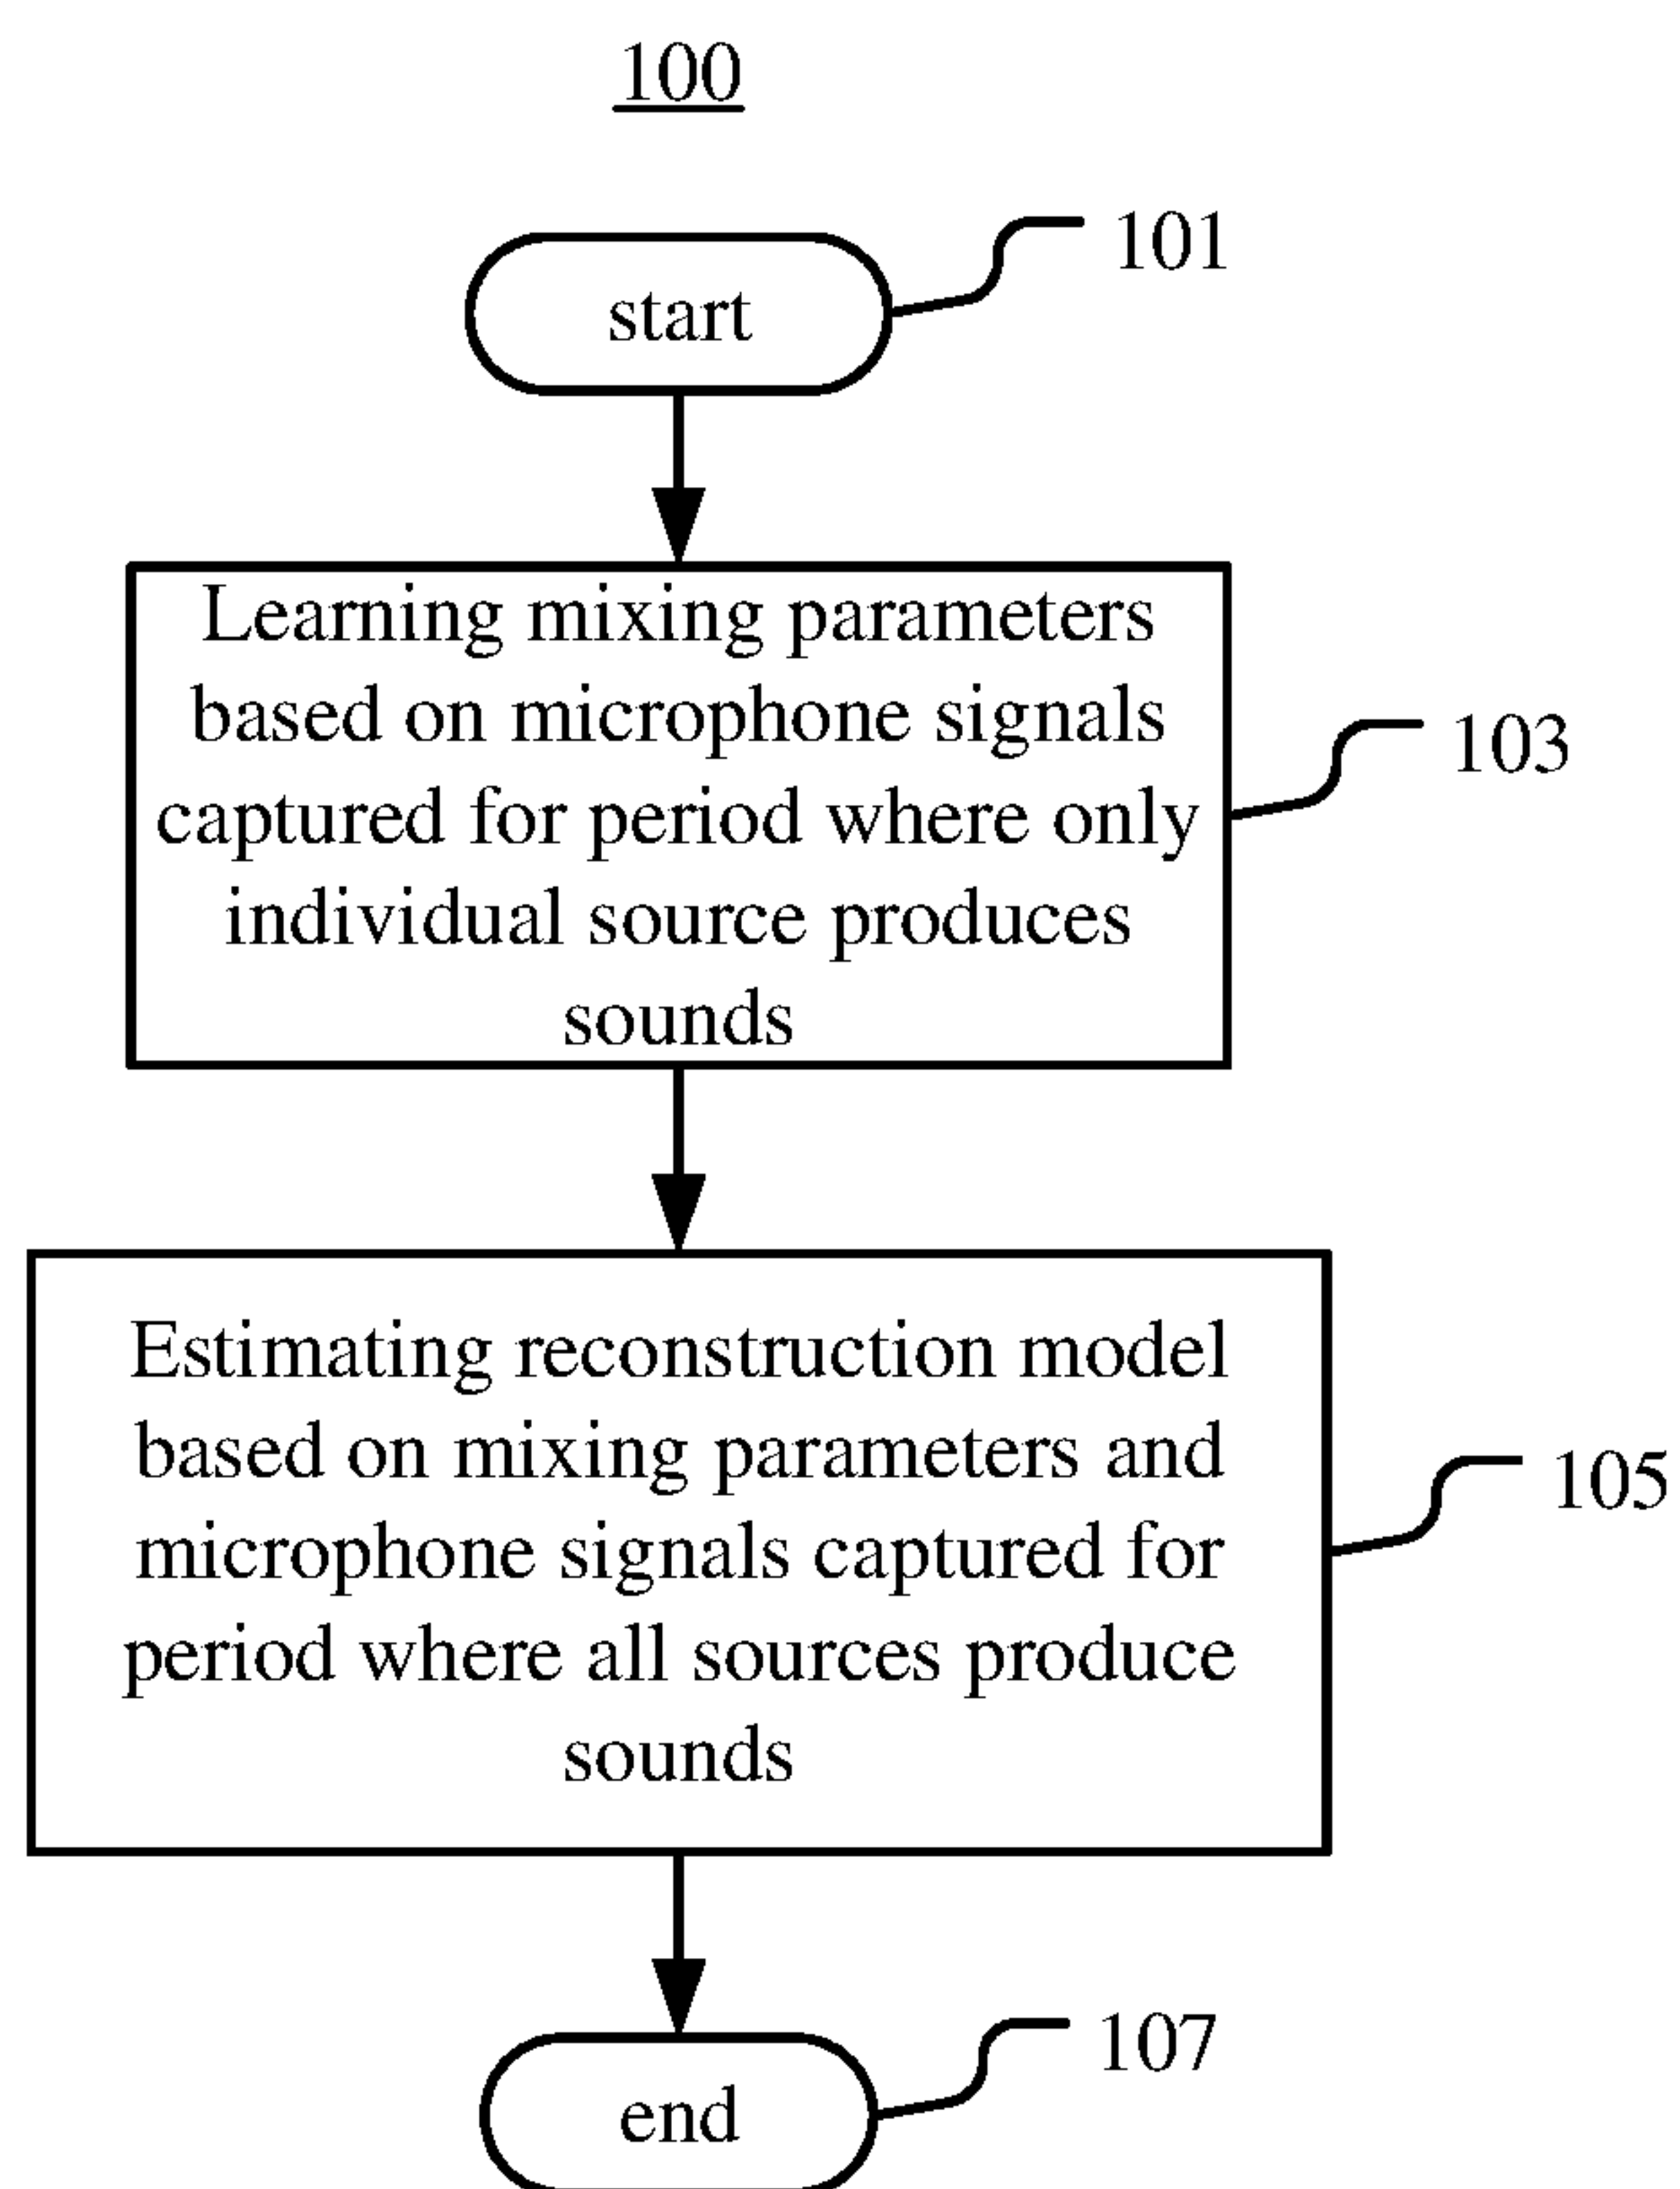 100
start
101
Learning mixing parameters
based on microphone signals
captured for period where only
individual source produces
sounds
103
Estimating reconstruction model
based on mixing parameters and
microphone signals captured for
period where all sources produce
sounds
105
end
107